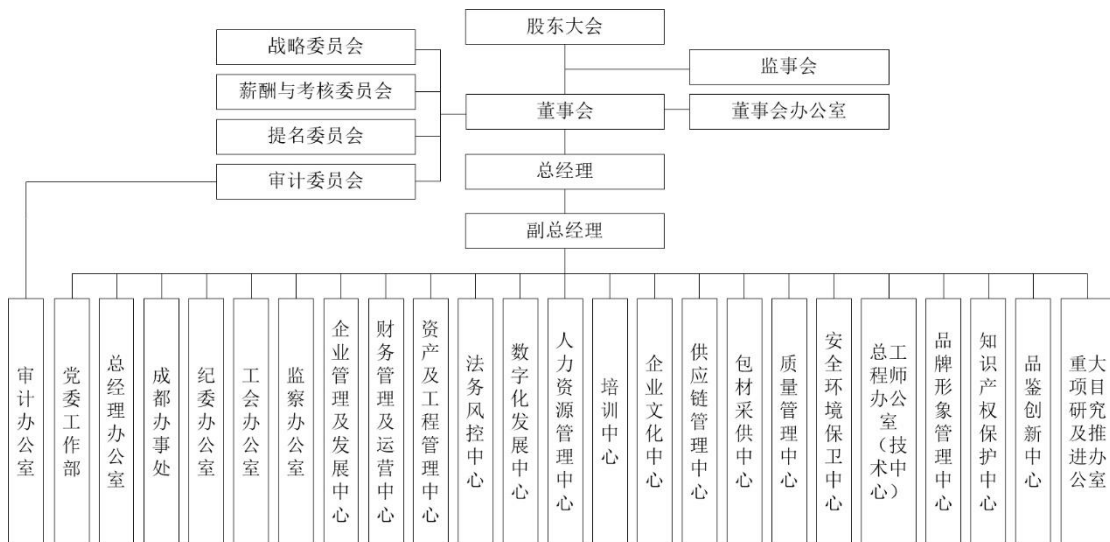 股东大会
战略委员会
监事会
薪酬与考核委员会
董事会
董事会办公室
提名委员会
总经理
审计委员会
副总经理
审计办公室
党委工作部
总经理办公室
成都办事处
纪委办公室
工会办公室
监察办公室
企业管理及发展中心
财务管理及运营中心
资产及工程管理中心
法务风控中心
数字化发展中心
人力资源管理中心
培训中心
企业文化中心
供应链管理中心
包材采供中心
质量管理中心
安全环境保卫中心
总工程师办公室（技术中心）
品牌形象管理中心
知识产权保护中心
品鉴创新中心
重大项目研究及推进办公室